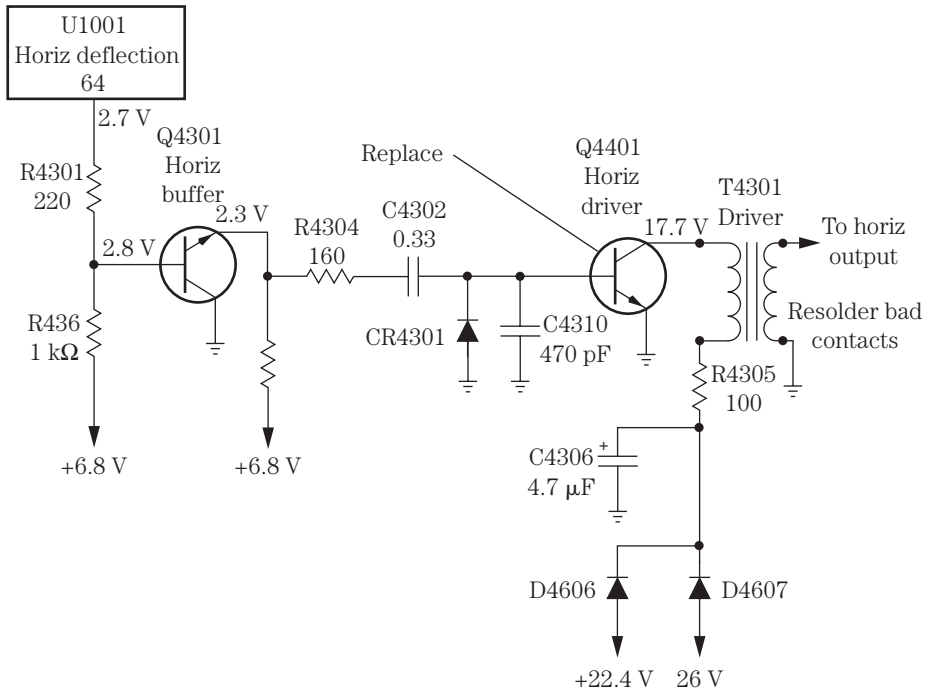 U1001
Horiz deflection
64
2.7 V
Q4301
Horiz
buffer
R4301
220
2.8 V
2.3 V
R436
1 kΩ
+6.8 V
+6.8 V
R4304
160
C4302
0.33
Replace
CR4301
C4310
470 pF
Q4401
Horiz
driver
17.7 V
T4301
Driver
To horiz
output
Resolder bad
contacts
R4305
100
C4306
+
4.7 μF
D4606
D4607
+22.4 V
26 V